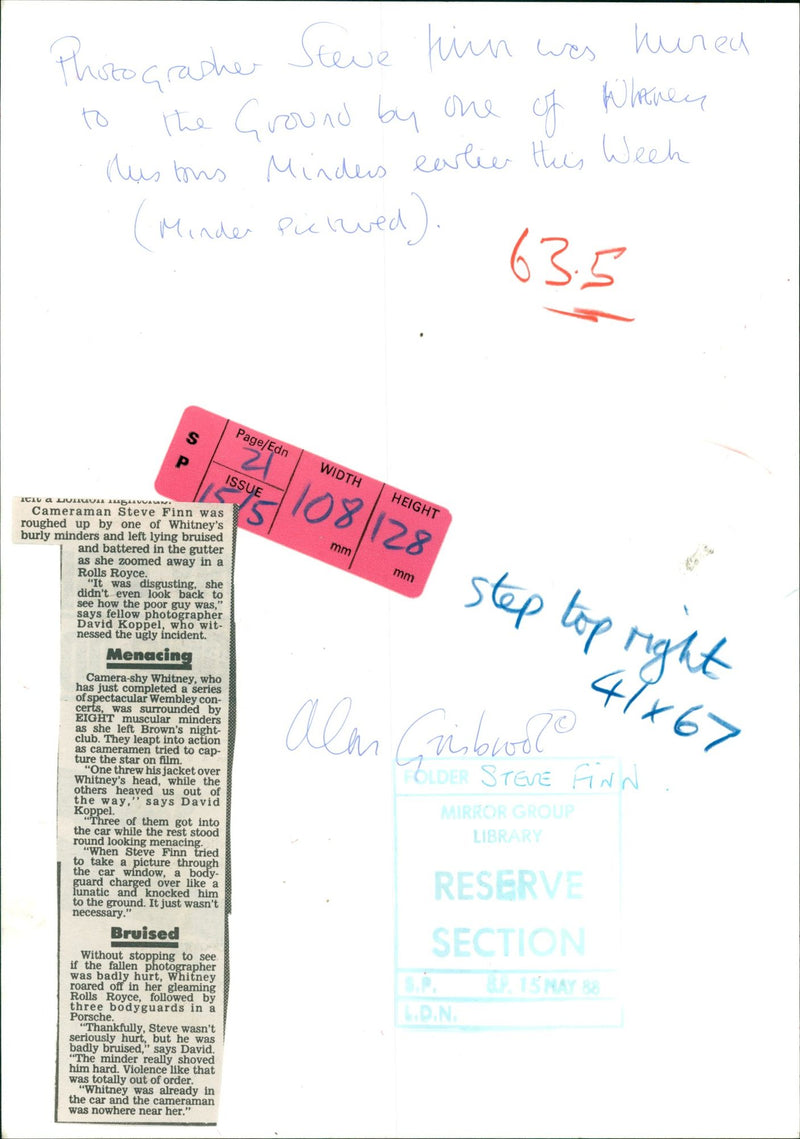 Photographer Steve Finn was hurled
to the Ground by one of Whitney
Hustons Minders earlier this Week
(Minder Pictured).
63.5
S P
Page/Edn
21
ISSUE
15/5
WIDTH
108
mm
HEIGHT
128
mm
left a London nightclub.
Cameraman Steve Finn was
roughed up by one of Whitney's
burly minders and left lying bruised
and battered in the gutter
as she zoomed away in a
Rolls Royce.
"It was disgusting, she
didn't even look back to
see how the poor guy was,"
says fellow photographer
David Koppel, who wit-
nessed the ugly incident.
Menacing
Camera-shy Whitney, who
has just completed a series
of spectacular Wembley con-
certs, was surrounded by
EIGHT muscular minders
as she left Brown's night-
club. They leapt into action
as cameramen tried to cap-
ture the star on film.
"One threw his jacket over
Whitney's head, while the
others heaved us out of
the way," says David
Koppel.
"Three of them got into
the car while the rest stood
round looking menacing.
"When Steve Finn tried
to take a picture through
the car window, a body-
guard charged over like a
lunatic and knocked him
to the ground. It just wasn't
necessary."
Bruised
Without stopping to see
if the fallen photographer
was badly hurt, Whitney
roared off in her gleaming
Rolls Royce, followed by
three bodyguards in a
Porsche.
"Thankfully, Steve wasn't
seriously hurt, but he was
badly bruised," says David.
"The minder really shoved
him hard. Violence like that
was totally out of order.
"Whitney was already in
the car and the cameraman
was nowhere near her."
step top right
41x67
Alan Grisbrook ©
FOLDER STEVE FINN
MIRROR GROUP
LIBRARY
RESERVE
SECTION
S.P. S.P. 15 MAY 88
L.D.N.